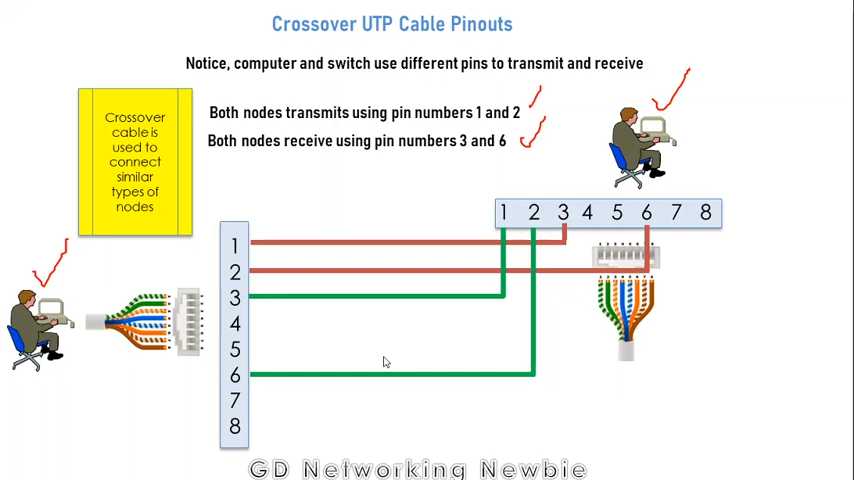 Crossover UTP Cable Pinouts
Notice, computer and switch use different pins to transmit and receive
Crossover
cable is
used to
connect
similar
types of
nodes
Both nodes transmits using pin numbers 1 and 2
Both nodes receive using pin numbers 3 and 6
1 2 3 4 5 6 7 8
1
2
3
4
5
6
7
8
GD Networking Newbie